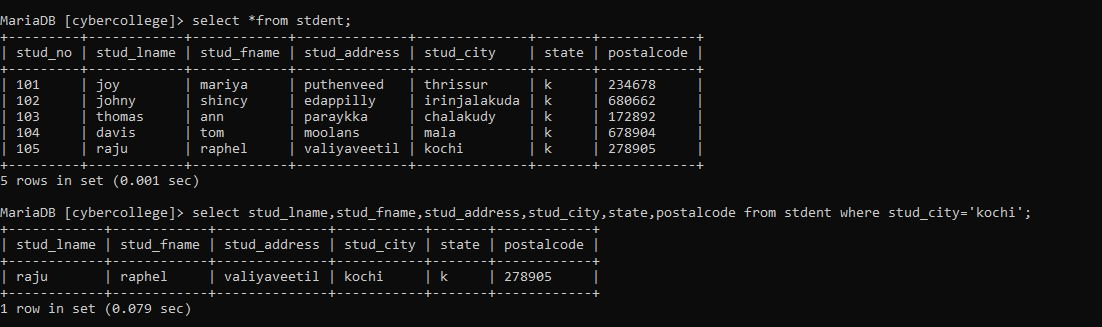 MariaDB [cybercollege]> select *from stdent;
+---------+------------+------------+--------------+--------------+-------+------------+
| stud_no | stud_lname | stud_fname | stud_address | stud_city    | state | postalcode |
+---------+------------+------------+--------------+--------------+-------+------------+
| 101     | joy        | mariya     | puthenveed   | thrissur     | k     | 234678     |
| 102     | johny      | shincy     | edappilly    | irinjalakuda | k     | 680662     |
| 103     | thomas     | ann        | paraykka     | chalakudy    | k     | 172892     |
| 104     | davis      | tom        | moolans      | mala         | k     | 678904     |
| 105     | raju       | raphel     | valiyaveetil | kochi        | k     | 278905     |
+---------+------------+------------+--------------+--------------+-------+------------+
5 rows in set (0.001 sec)
MariaDB [cybercollege]> select stud_lname,stud_fname,stud_address,stud_city,state,postalcode from stdent where stud_city='kochi';
+------------+------------+--------------+-----------+-------+------------+
| stud_lname | stud_fname | stud_address | stud_city | state | postalcode |
+------------+------------+--------------+-----------+-------+------------+
| raju       | raphel     | valiyaveetil | kochi     | k     | 278905     |
+------------+------------+--------------+-----------+-------+------------+
1 row in set (0.079 sec)